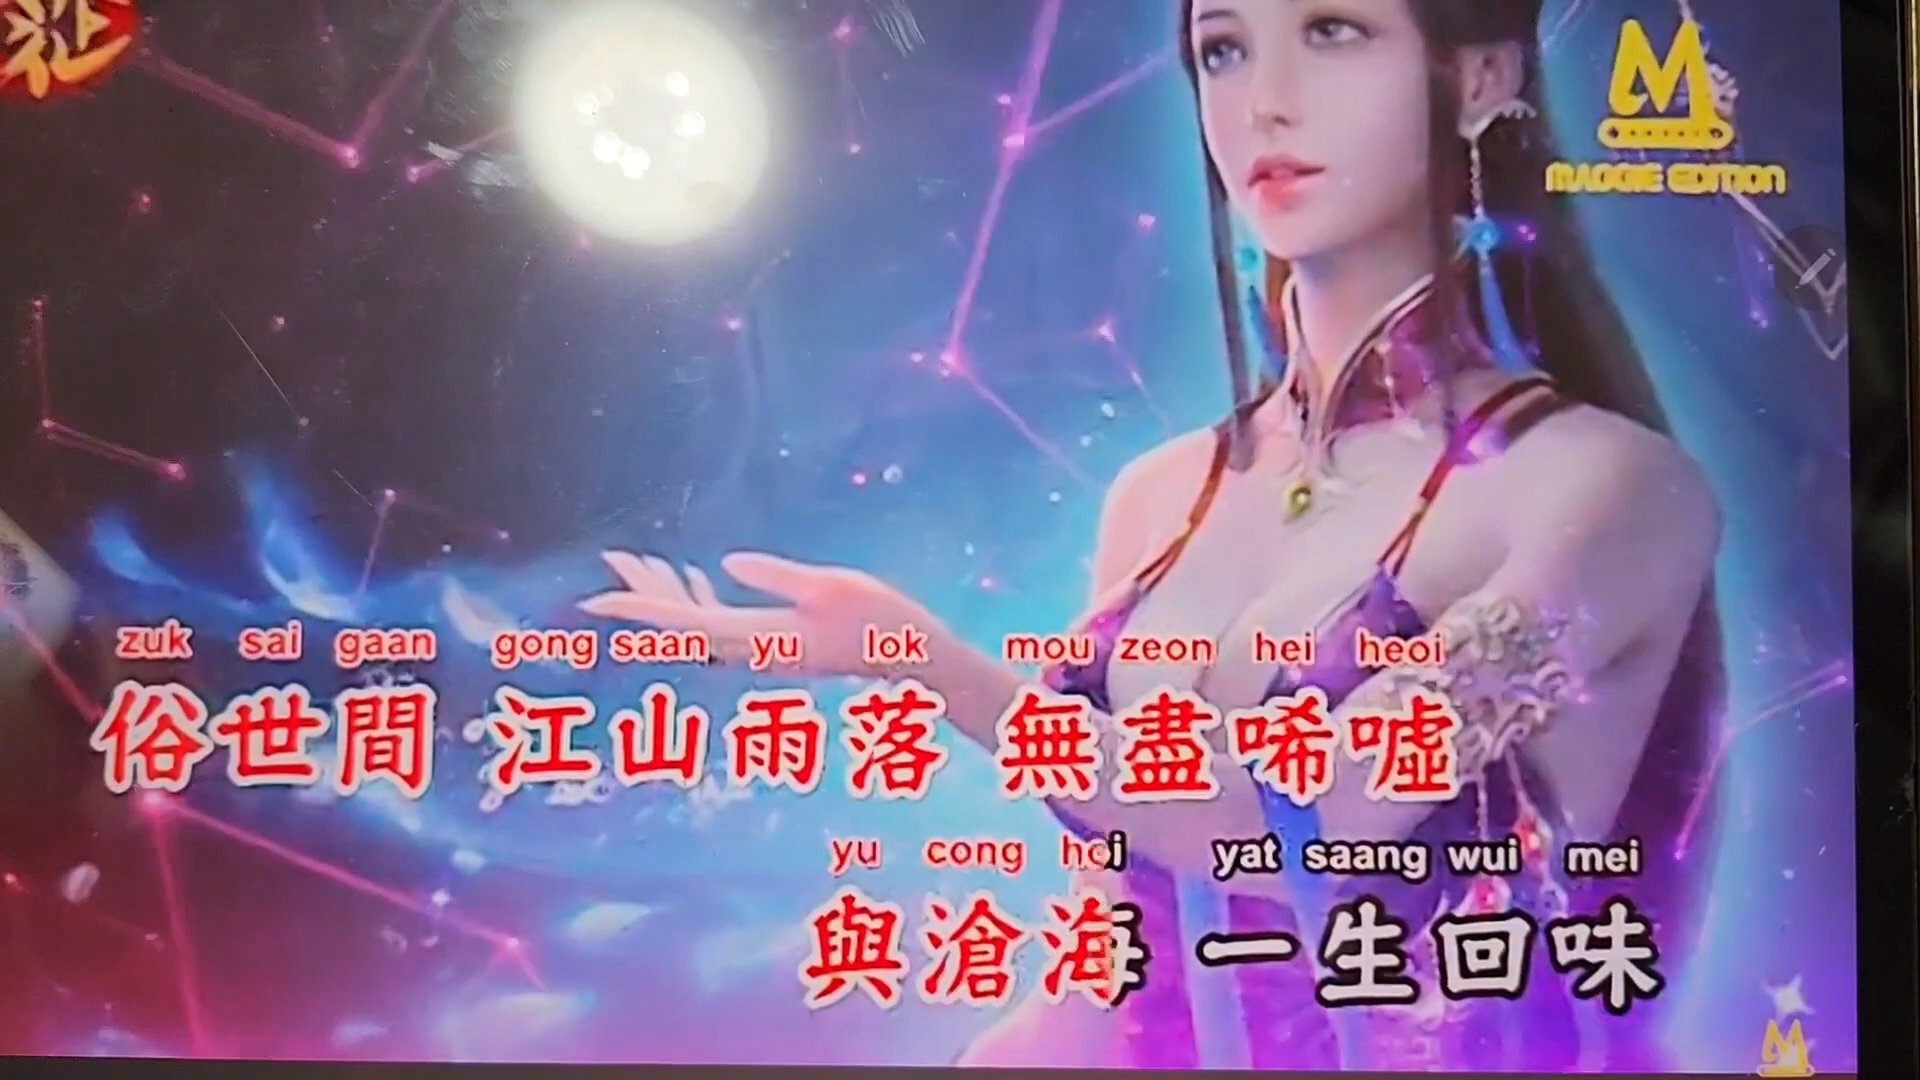 MAGGIE EDITION
zuk sai gaan gong saan yu lok mou zeon hei heoi
俗世間 江山雨落 無盡唏噓
yu cong hoi yat saang wui mei
與滄海 一生回味